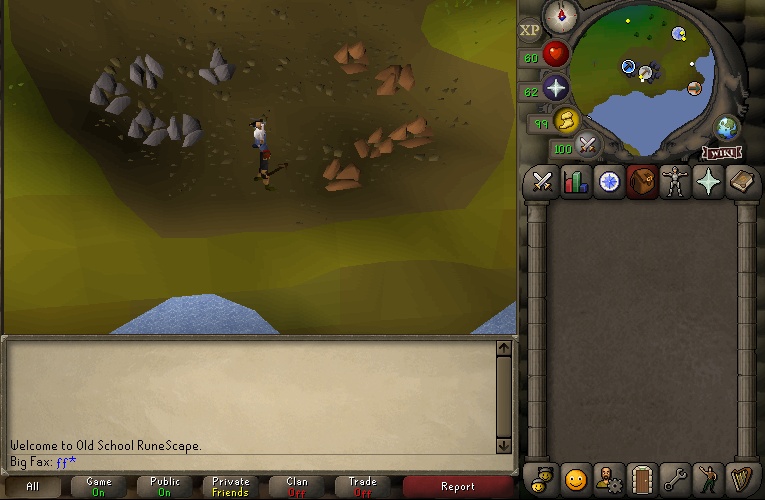 XP
60
62
99
100
WIKI
Welcome to Old School RuneScape.
Big Fax: ff*
All
Game
On
Public
On
Private
Friends
Clan
Off
Trade
Off
Report